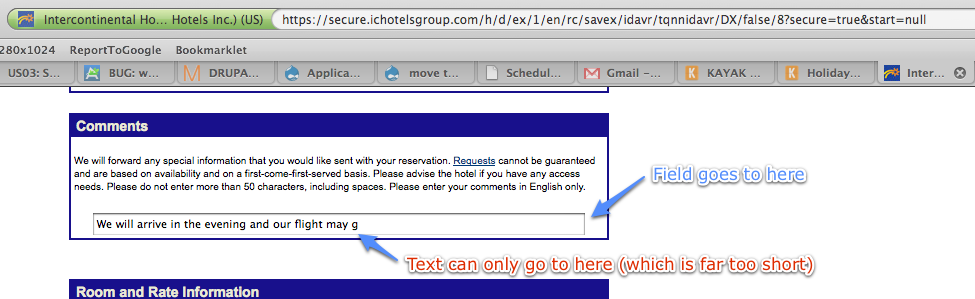 Intercontinental Ho... Hotels Inc.) (US) https://secure.ichotelsgroup.com/h/d/ex/1/en/rc/savex/idavr/tqnnidavr/DX/false/8?secure=true&start=null
280x1024 ReportToGoogle Bookmarklet
US03: S... BUG: w... DRUPA... Applica... move t... Schedul... Gmail -... KAYAK ... Holiday... Inter...
Comments
We will forward any special information that you would like sent with your reservation. Requests cannot be guaranteed
and are based on availability and on a first-come-first-served basis. Please advise the hotel if you have any access
needs. Please do not enter more than 50 characters, including spaces. Please enter your comments in English only.
Field goes to here
We will arrive in the evening and our flight may g
Text can only go to here (which is far too short)
Room and Rate Information